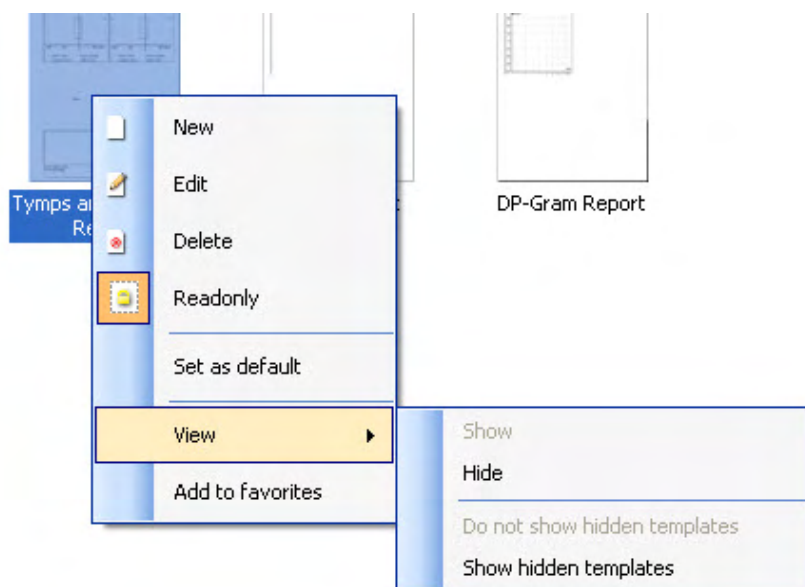 Tymps a
Re
DP-Gram Report
New
Edit
Delete
Readonly
Set as default
View
Add to favorites
Show
Hide
Do not show hidden templates
Show hidden templates